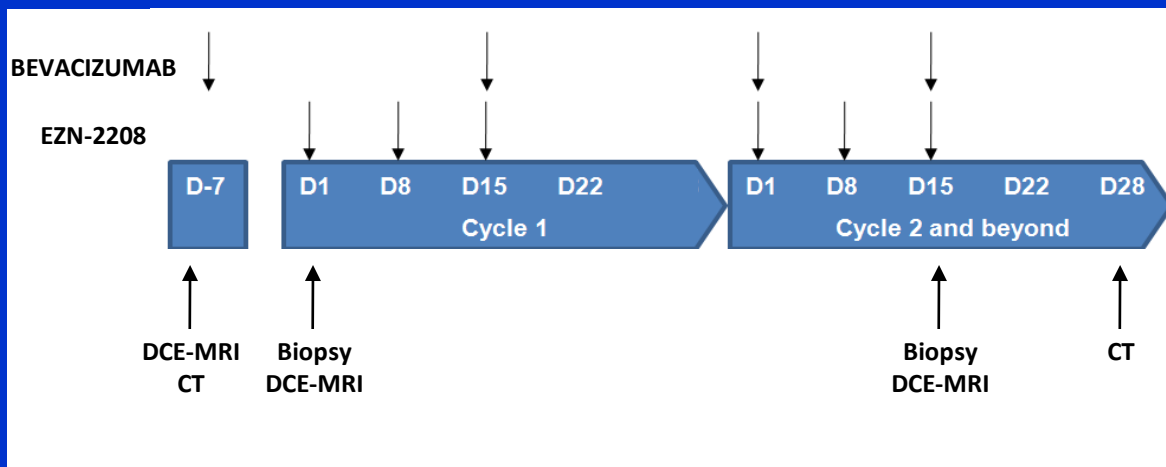 BEVACIZUMAB
EZN-2208
D-7
D1 D8 D15 D22
Cycle 1
D1 D8 D15 D22 D28
Cycle 2 and beyond
DCE-MRI
CT
Biopsy
DCE-MRI
Biopsy
DCE-MRI
CT